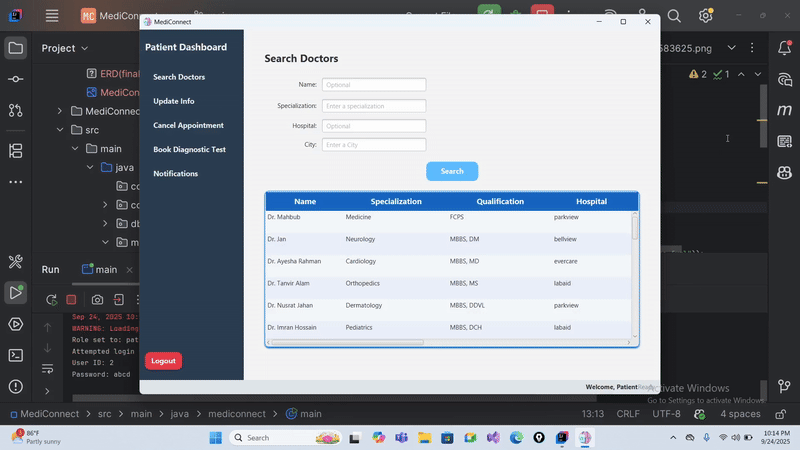 MC MediConnect
Project
ERD(final
MediCon
MediConnect
src
main
java
co
co
db
m
583625.png
2 1
m
Run main
Sep 24, 2025 10:
WARNING: Loading
Role set to: pat
Attempted login
User ID: 2
Password: abcd
MediConnect
Patient Dashboard
Search Doctors
Update Info
Cancel Appointment
Book Diagnostic Test
Notifications
Logout
Search Doctors
Name: Optional
Specialization: Enter a specialization
Hospital: Optional
City: Enter a City
Search
Name Specialization Qualification Hospital
Dr. Mahbub Medicine FCPS parkview
Dr. Jan Neurology MBBS, DM bellview
Dr. Ayesha Rahman Cardiology MBBS, MD evercare
Dr. Tanvir Alam Orthopedics MBBS, MS labaid
Dr. Nusrat Jahan Dermatology MBBS, DDVL parkview
Dr. Imran Hossain Pediatrics MBBS, DCH labaid
Welcome, Patient
Activate Windows
Go to Settings to activate Windows.
MediConnect > src > main > java > mediconnect > main
13:13 CRLF UTF-8 4 spaces
86°F
Partly sunny
Search
10:14 PM
9/24/2025